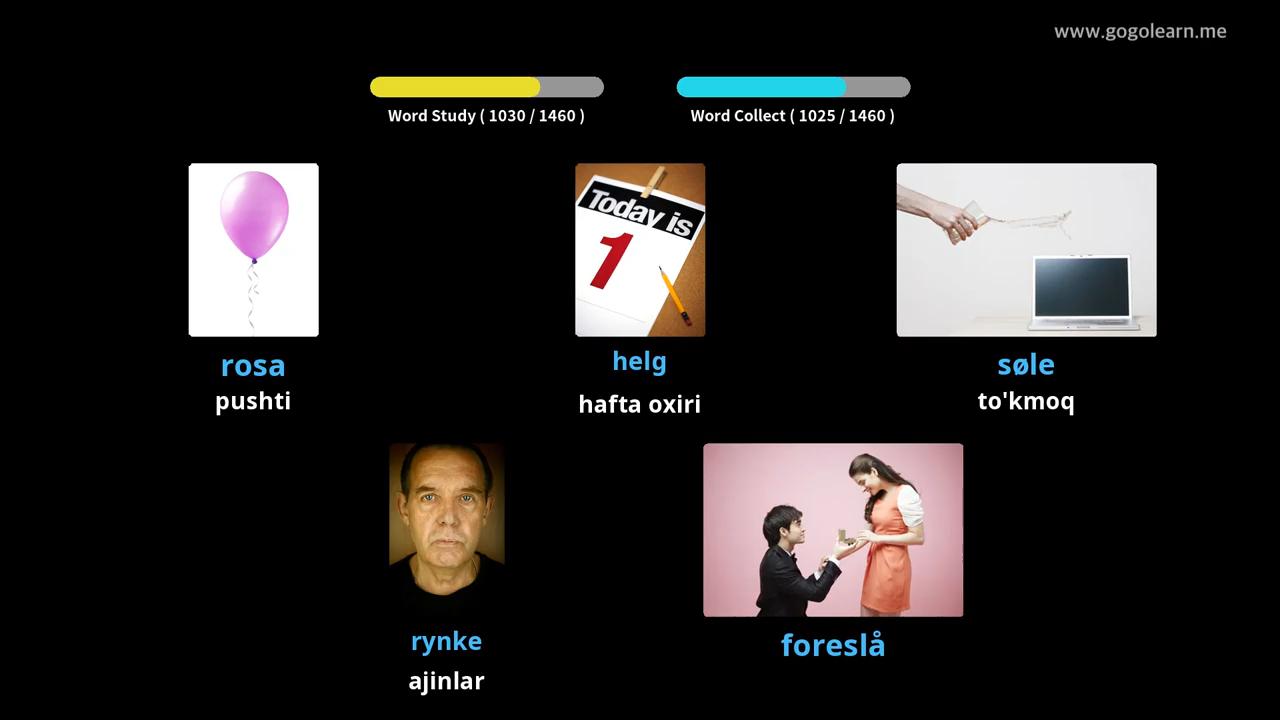 www.gogolearn.me
Word Study ( 1030 / 1460 )
Word Collect ( 1025 / 1460 )
Today is
1
rosa
pushti
helg
hafta oxiri
søle
to'kmoq
rynke
ajinlar
foreslå